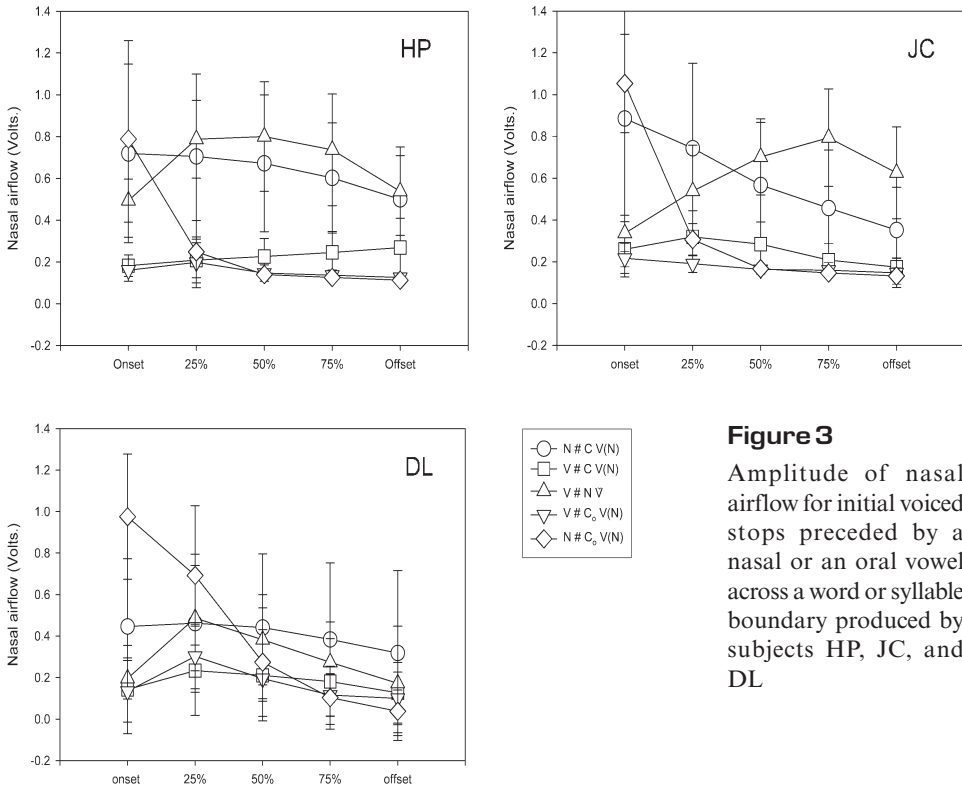 HP
1.4
1.2
1.0
0.8
0.6
0.4
0.2
0.0
-0.2
Nasal airflow (Volts.)
Onset 25% 50% 75% Offset
JC
1.4
1.2
1.0
0.8
0.6
0.4
0.2
0.0
-0.2
Nasal airflow (Volts.)
onset 25% 50% 75% offset
DL
1.4
1.2
1.0
0.8
0.6
0.4
0.2
0.0
-0.2
Nasal airflow (Volts.)
onset 25% 50% 75% offset
N # C V(N)
V # C V(N)
V # N Ṽ
V # C₀ V(N)
N # C₀ V(N)
Figure 3
Amplitude of nasal
airflow for initial voiced
stops preceded by a
nasal or an oral vowel
across a word or syllable
boundary produced by
subjects HP, JC, and
DL